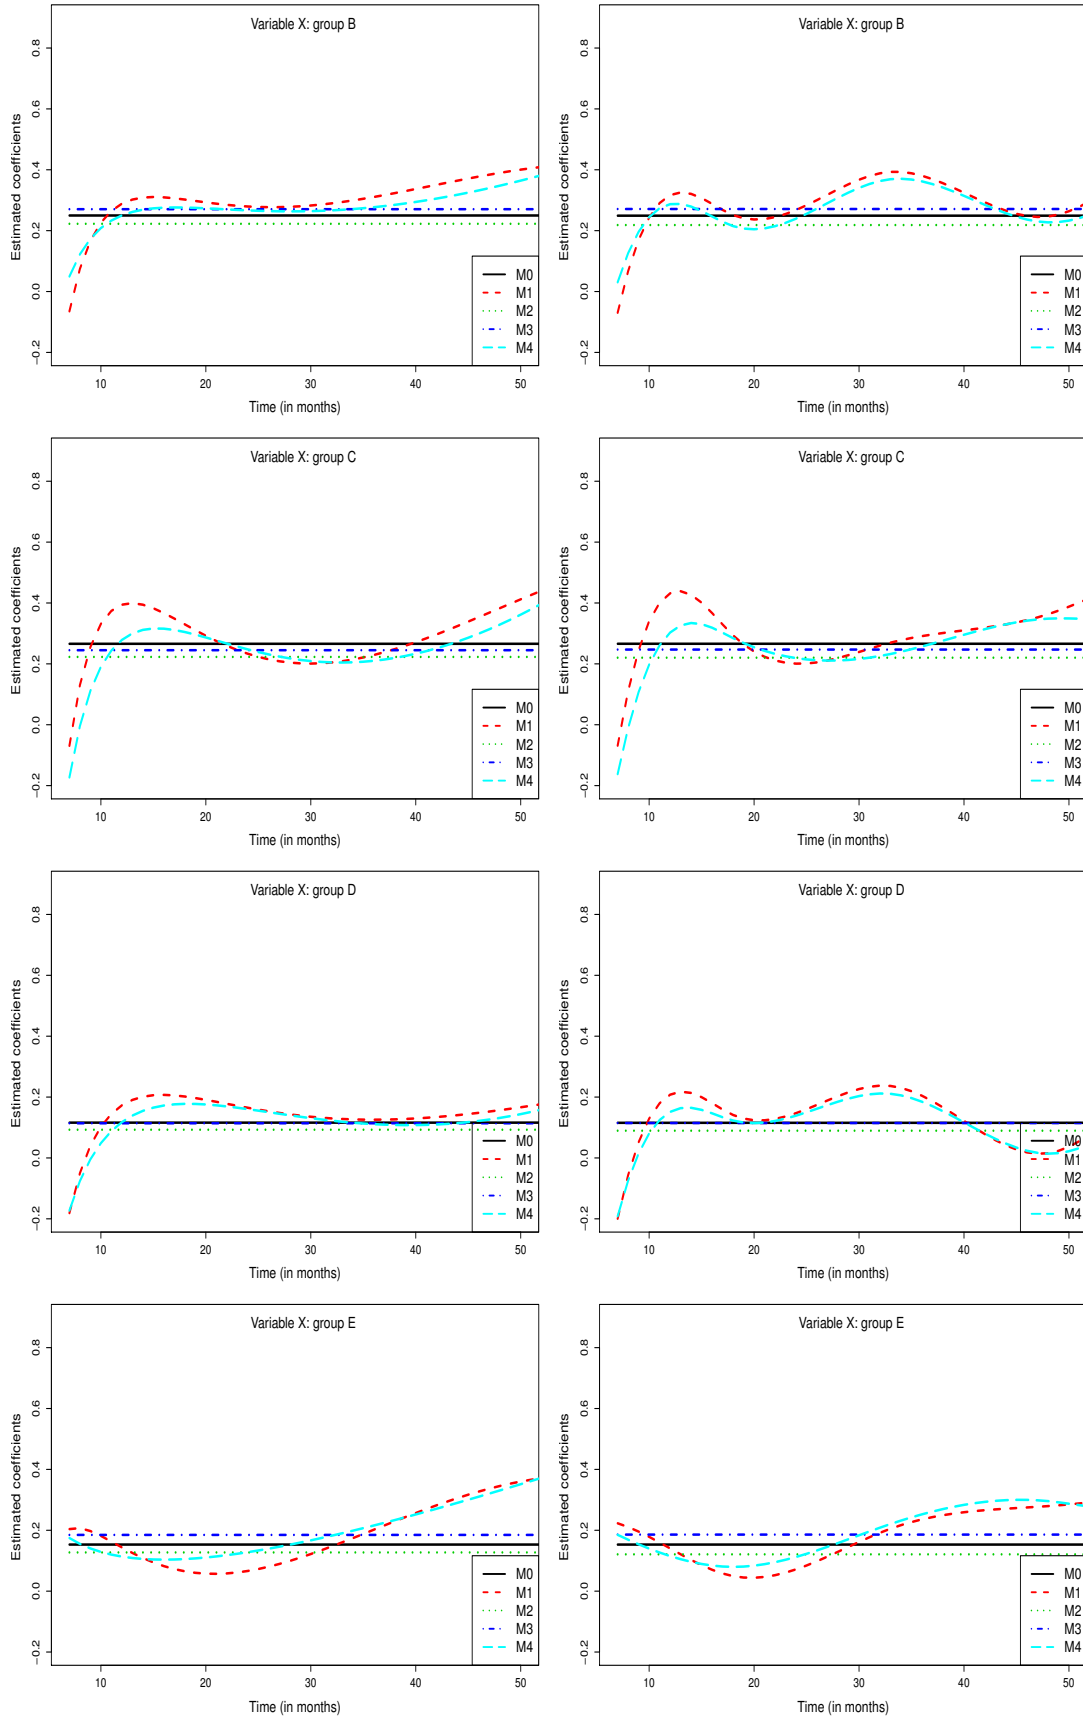 Variable X: group B
Estimated coefficients
0.8
0.6
0.4
0.2
0.0
−0.2
M0
M1
M2
M3
M4
10 20 30 40 50
Time (in months)
Variable X: group B
Estimated coefficients
0.8
0.6
0.4
0.2
0.0
−0.2
M0
M1
M2
M3
M4
10 20 30 40 50
Time (in months)
Variable X: group C
Estimated coefficients
0.8
0.6
0.4
0.2
0.0
−0.2
M0
M1
M2
M3
M4
10 20 30 40 50
Time (in months)
Variable X: group C
Estimated coefficients
0.8
0.6
0.4
0.2
0.0
−0.2
M0
M1
M2
M3
M4
10 20 30 40 50
Time (in months)
Variable X: group D
Estimated coefficients
0.8
0.6
0.4
0.2
0.0
−0.2
M0
M1
M2
M3
M4
10 20 30 40 50
Time (in months)
Variable X: group D
Estimated coefficients
0.8
0.6
0.4
0.2
0.0
−0.2
M0
M1
M2
M3
M4
10 20 30 40 50
Time (in months)
Variable X: group E
Estimated coefficients
0.8
0.6
0.4
0.2
0.0
−0.2
M0
M1
M2
M3
M4
10 20 30 40 50
Time (in months)
Variable X: group E
Estimated coefficients
0.8
0.6
0.4
0.2
0.0
−0.2
M0
M1
M2
M3
M4
10 20 30 40 50
Time (in months)